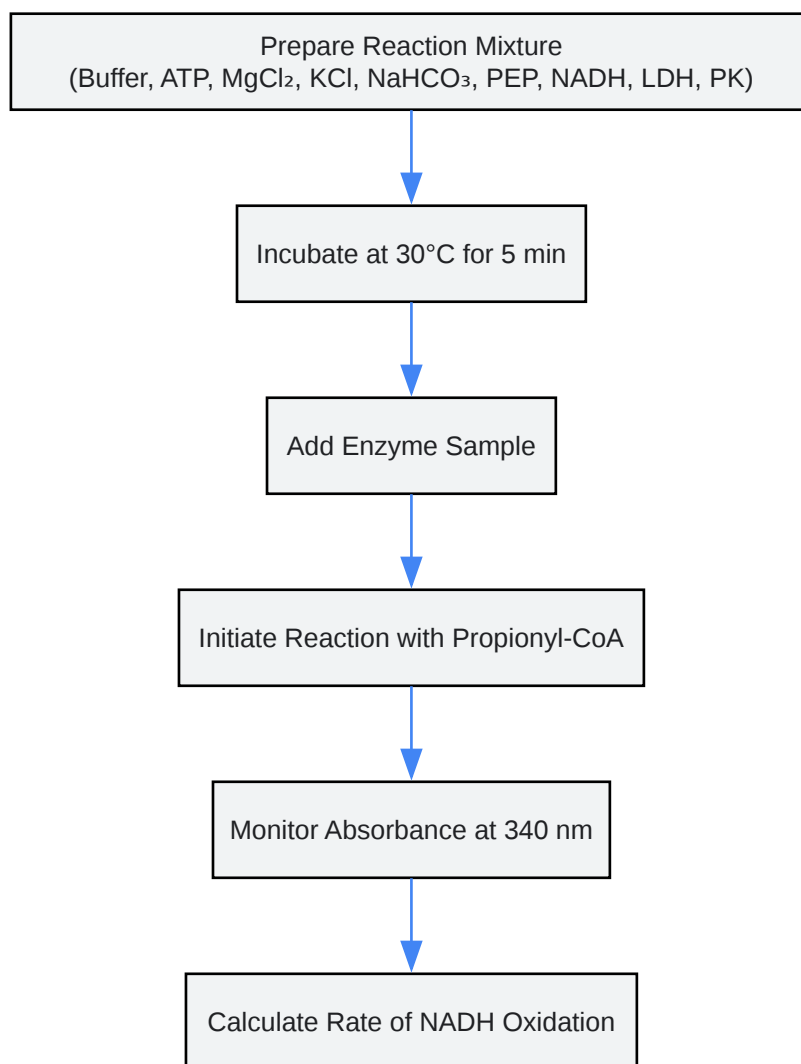 Prepare Reaction Mixture
(Buffer, ATP, MgCl₂, KCl, NaHCO₃, PEP, NADH, LDH, PK)
Incubate at 30°C for 5 min
Add Enzyme Sample
Initiate Reaction with Propionyl-CoA
Monitor Absorbance at 340 nm
Calculate Rate of NADH Oxidation